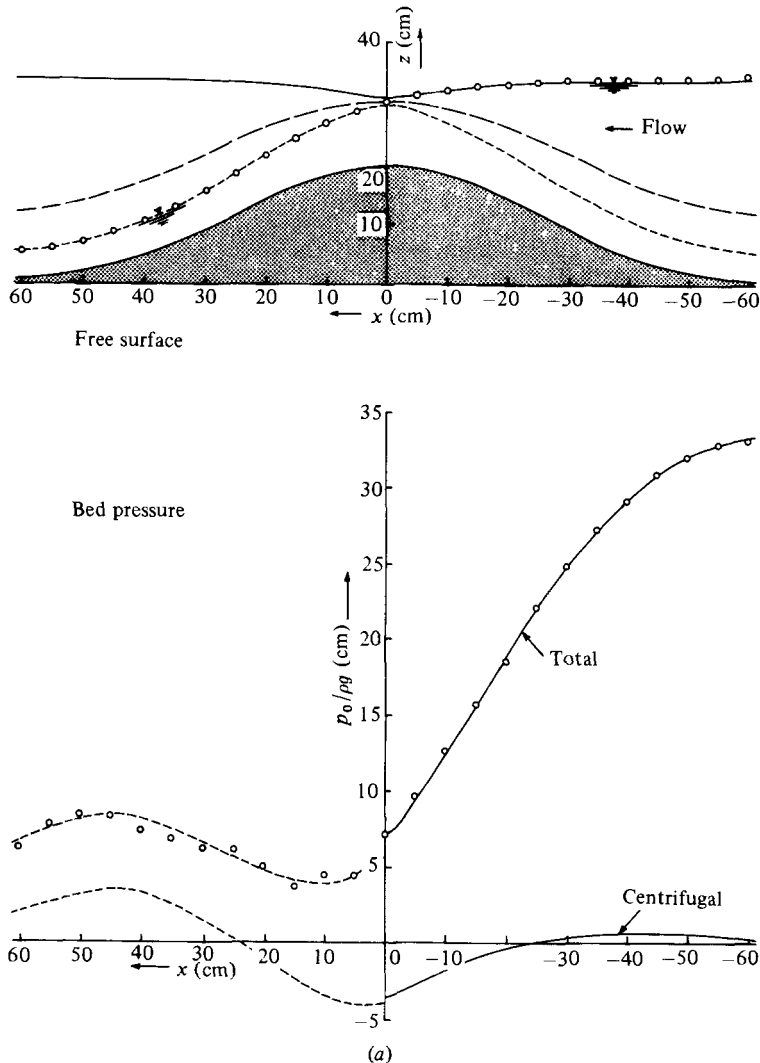 40
z (cm)
Flow
20
10
60 50 40 30 20 10 0 −10 −20 −30 −40 −50 −60
x (cm)
Free surface
35
Bed pressure
30
25
20
p₀/ρg (cm)
Total
15
10
5
Centrifugal
60 50 40 30 20 10 0 −10 −20 −30 −40 −50 −60
x (cm)
−5
(a)